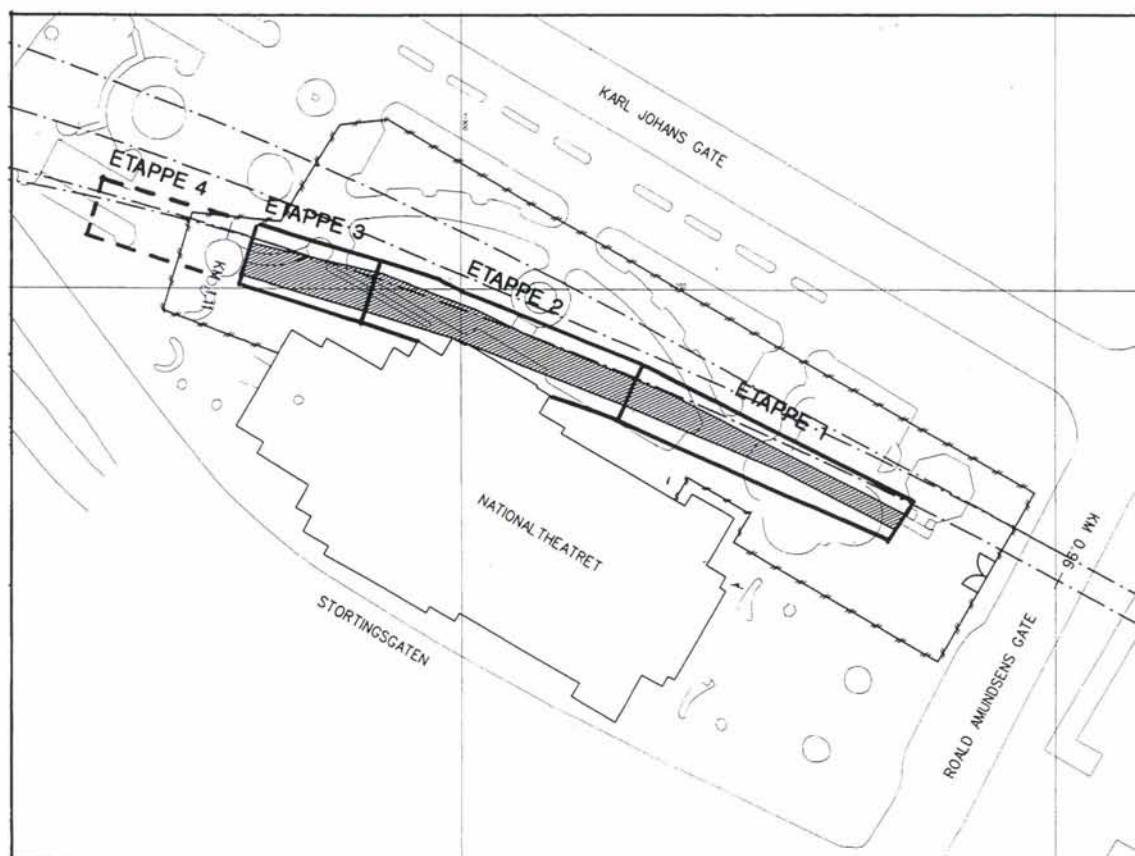 KARL JOHANS GATE
ETAPPE 4
ETAPPE 3
ETAPPE 2
ETAPPE 1
NATIONALTHEATRET
KM 0.96
STORTINGSGATEN
ROALD AMUNDSENS GATE